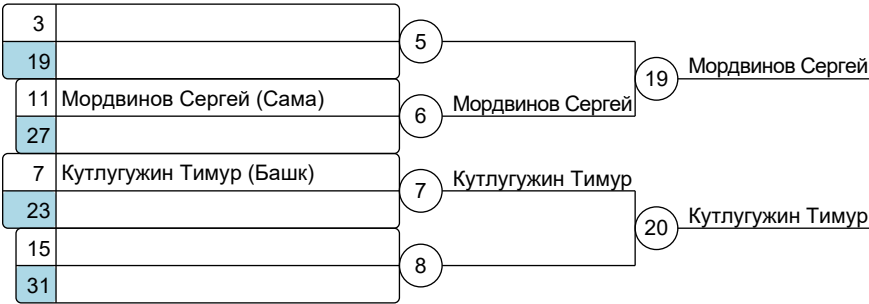 3
5
19
19 Мордвинов Сергей
11 Мордвинов Сергей (Сама)
6 Мордвинов Сергей
27
7 Кутлугужин Тимур (Башк)
7 Кутлугужин Тимур
23
20 Кутлугужин Тимур
15
8
31